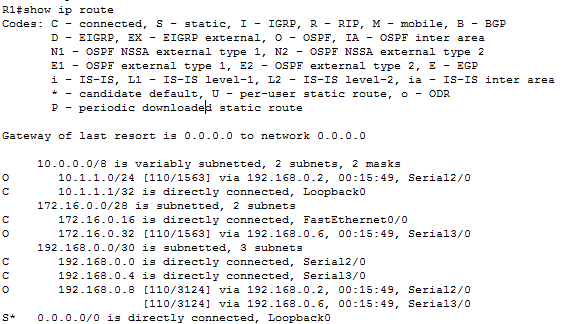 R1#show ip route
Codes: C - connected, S - static, I - IGRP, R - RIP, M - mobile, B - BGP
D - EIGRP, EX - EIGRP external, O - OSPF, IA - OSPF inter area
N1 - OSPF NSSA external type 1, N2 - OSPF NSSA external type 2
E1 - OSPF external type 1, E2 - OSPF external type 2, E - EGP
i - IS-IS, L1 - IS-IS level-1, L2 - IS-IS level-2, ia - IS-IS inter area
* - candidate default, U - per-user static route, o - ODR
P - periodic downloaded static route
Gateway of last resort is 0.0.0.0 to network 0.0.0.0
10.0.0.0/8 is variably subnetted, 2 subnets, 2 masks
O 10.1.1.0/24 [110/1563] via 192.168.0.2, 00:15:49, Serial2/0
C 10.1.1.1/32 is directly connected, Loopback0
172.16.0.0/28 is subnetted, 2 subnets
C 172.16.0.16 is directly connected, FastEthernet0/0
O 172.16.0.32 [110/1563] via 192.168.0.6, 00:15:49, Serial3/0
192.168.0.0/30 is subnetted, 3 subnets
C 192.168.0.0 is directly connected, Serial2/0
C 192.168.0.4 is directly connected, Serial3/0
O 192.168.0.8 [110/3124] via 192.168.0.2, 00:15:49, Serial2/0
[110/3124] via 192.168.0.6, 00:15:49, Serial3/0
S* 0.0.0.0/0 is directly connected, Loopback0